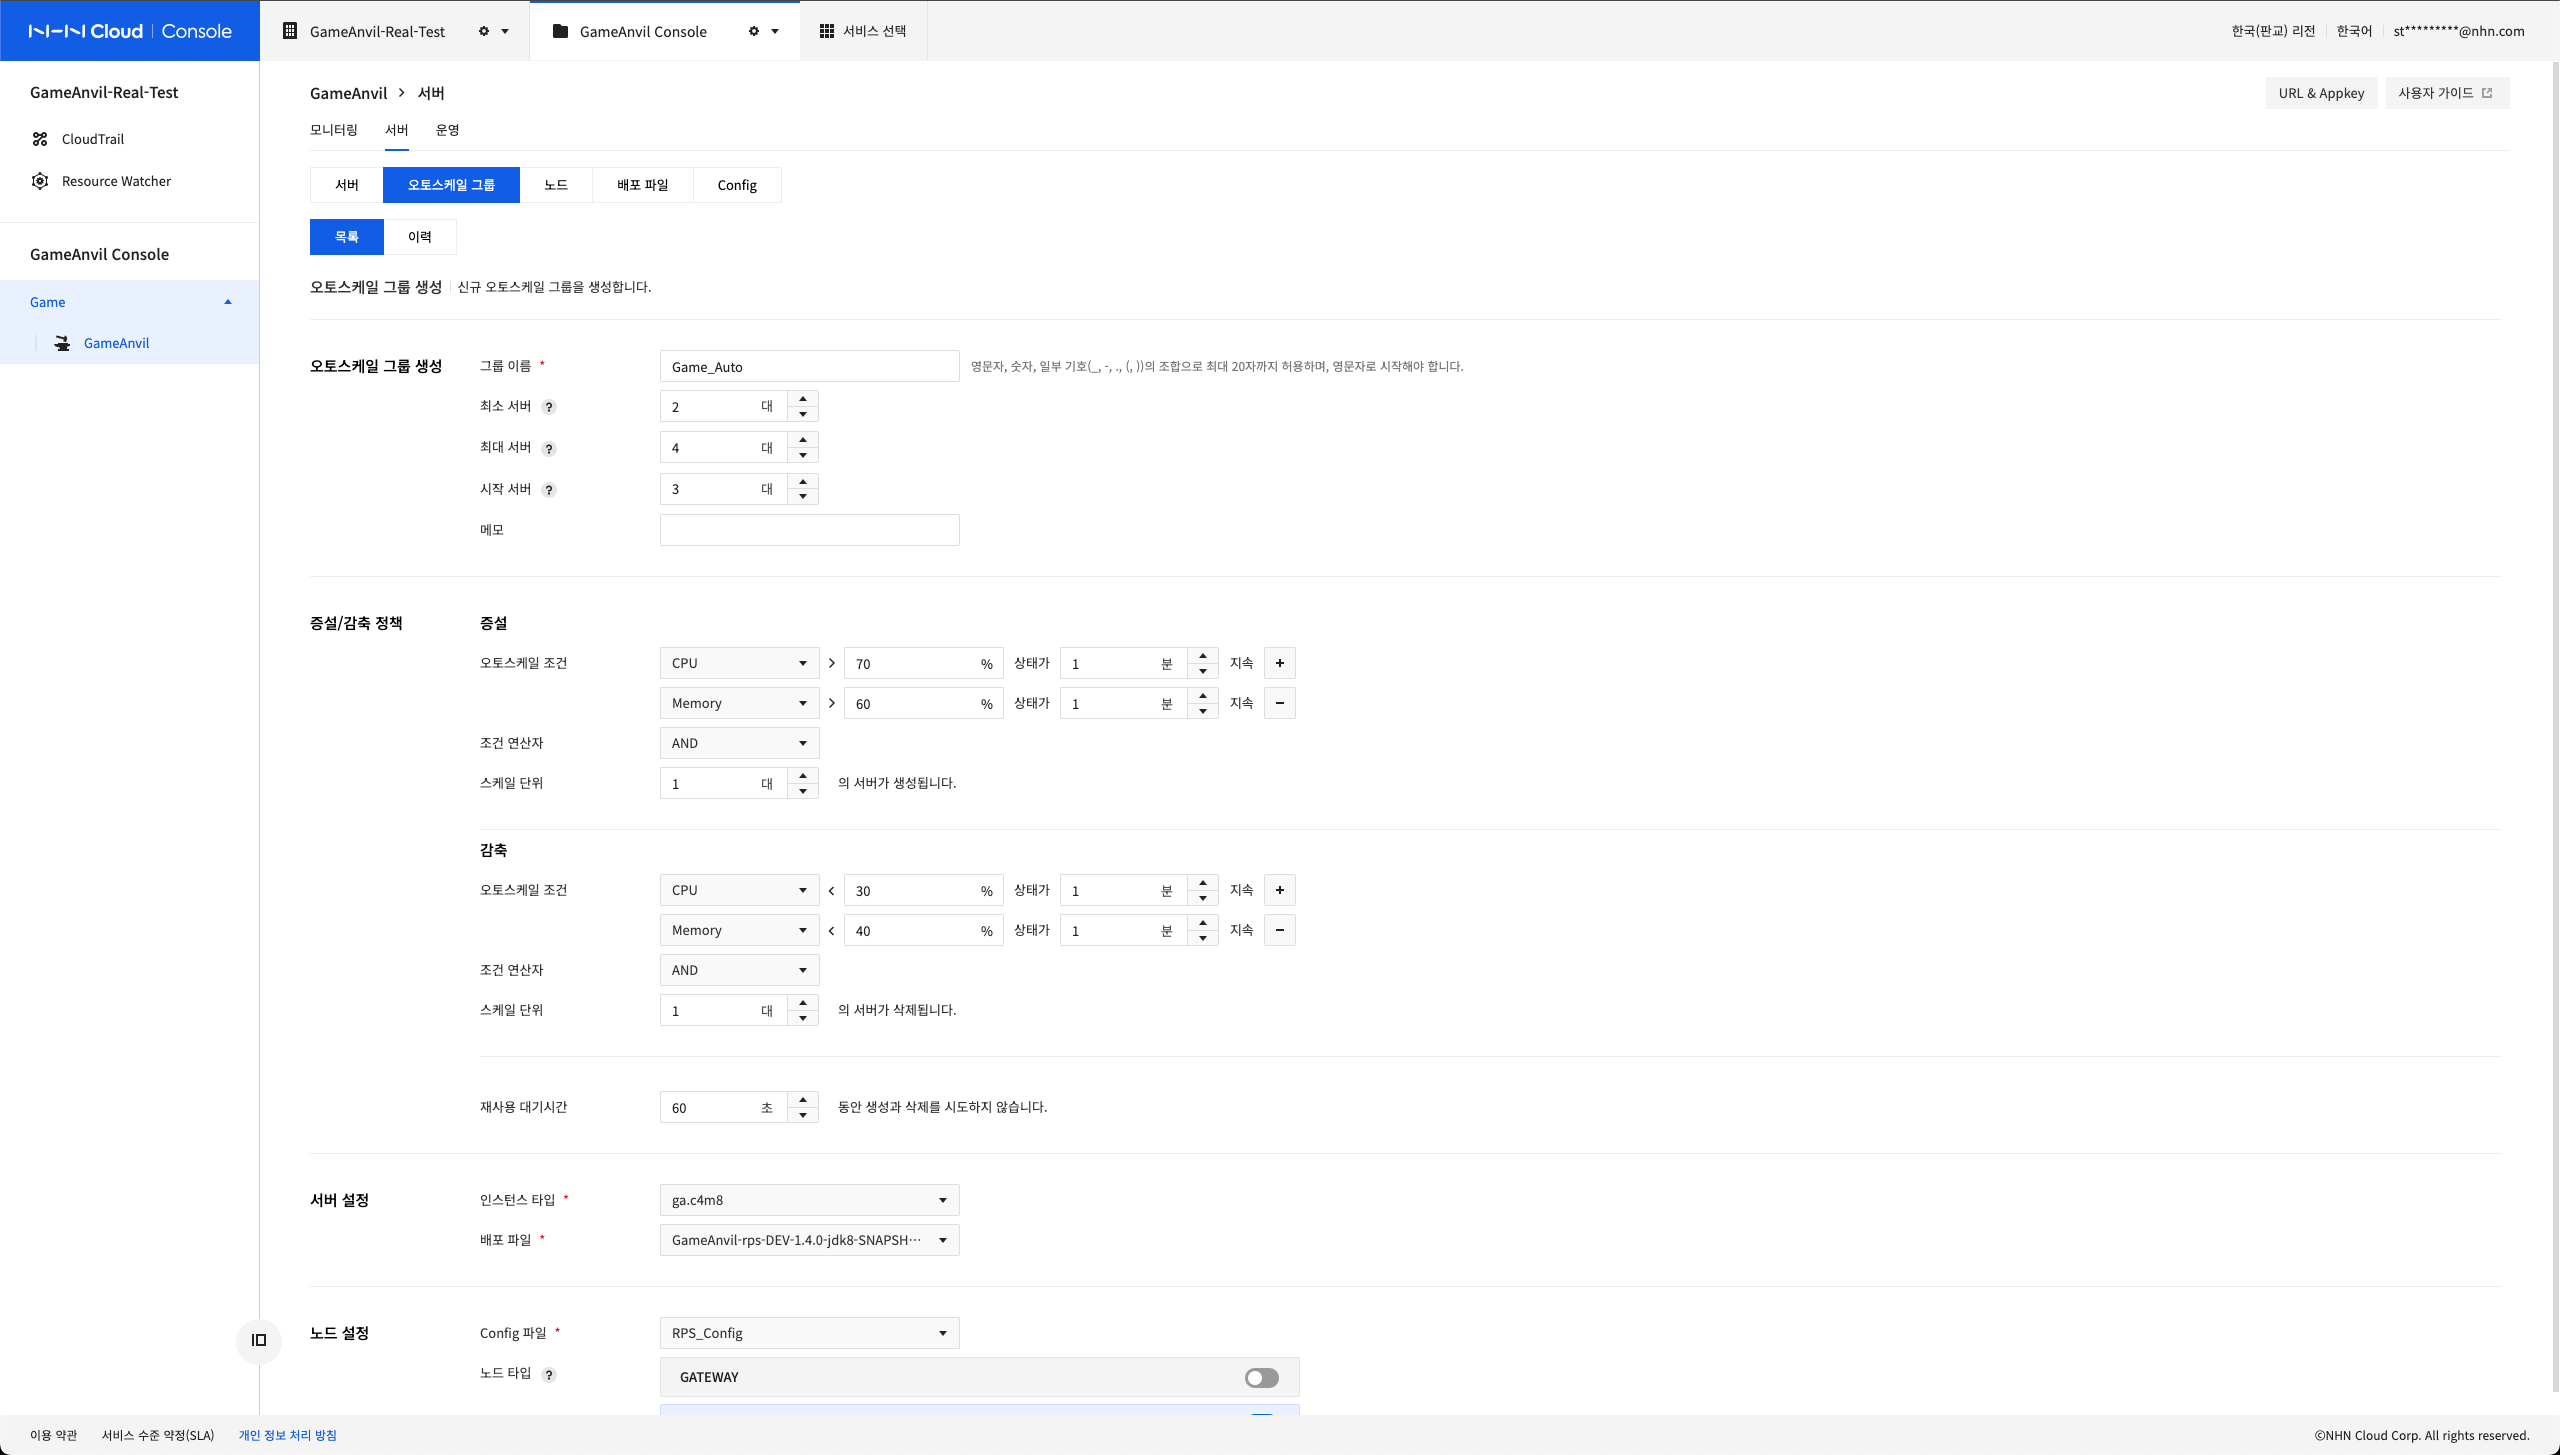 NHN Cloud Console
GameAnvil-Real-Test
GameAnvil Console
서비스 선택
한국(판교) 리전
한국어
st*********@nhn.com
GameAnvil-Real-Test
CloudTrail
Resource Watcher
GameAnvil Console
Game
GameAnvil
GameAnvil > 서버
URL & Appkey
사용자 가이드
모니터링 서버 운영
서버 오토스케일 그룹 노드 배포 파일 Config
목록 이력
오토스케일 그룹 생성 신규 오토스케일 그룹을 생성합니다.
오토스케일 그룹 생성
그룹 이름 * Game_Auto 영문자, 숫자, 일부 기호(_, -, ., (, ))의 조합으로 최대 20자까지 허용하며, 영문자로 시작해야 합니다.
최소 서버 ? 2 대
최대 서버 ? 4 대
시작 서버 ? 3 대
메모
증설/감축 정책
증설
오토스케일 조건 CPU > 70 % 상태가 1 분 지속 +
Memory > 60 % 상태가 1 분 지속 −
조건 연산자 AND
스케일 단위 1 대 의 서버가 생성됩니다.
감축
오토스케일 조건 CPU < 30 % 상태가 1 분 지속 +
Memory < 40 % 상태가 1 분 지속 −
조건 연산자 AND
스케일 단위 1 대 의 서버가 삭제됩니다.
재사용 대기시간 60 초 동안 생성과 삭제를 시도하지 않습니다.
서버 설정
인스턴스 타입 * ga.c4m8
배포 파일 * GameAnvil-rps-DEV-1.4.0-jdk8-SNAPSH···
노드 설정
Config 파일 * RPS_Config
노드 타입 ? GATEWAY
이용 약관 서비스 수준 약정(SLA) 개인 정보 처리 방침
©NHN Cloud Corp. All rights reserved.